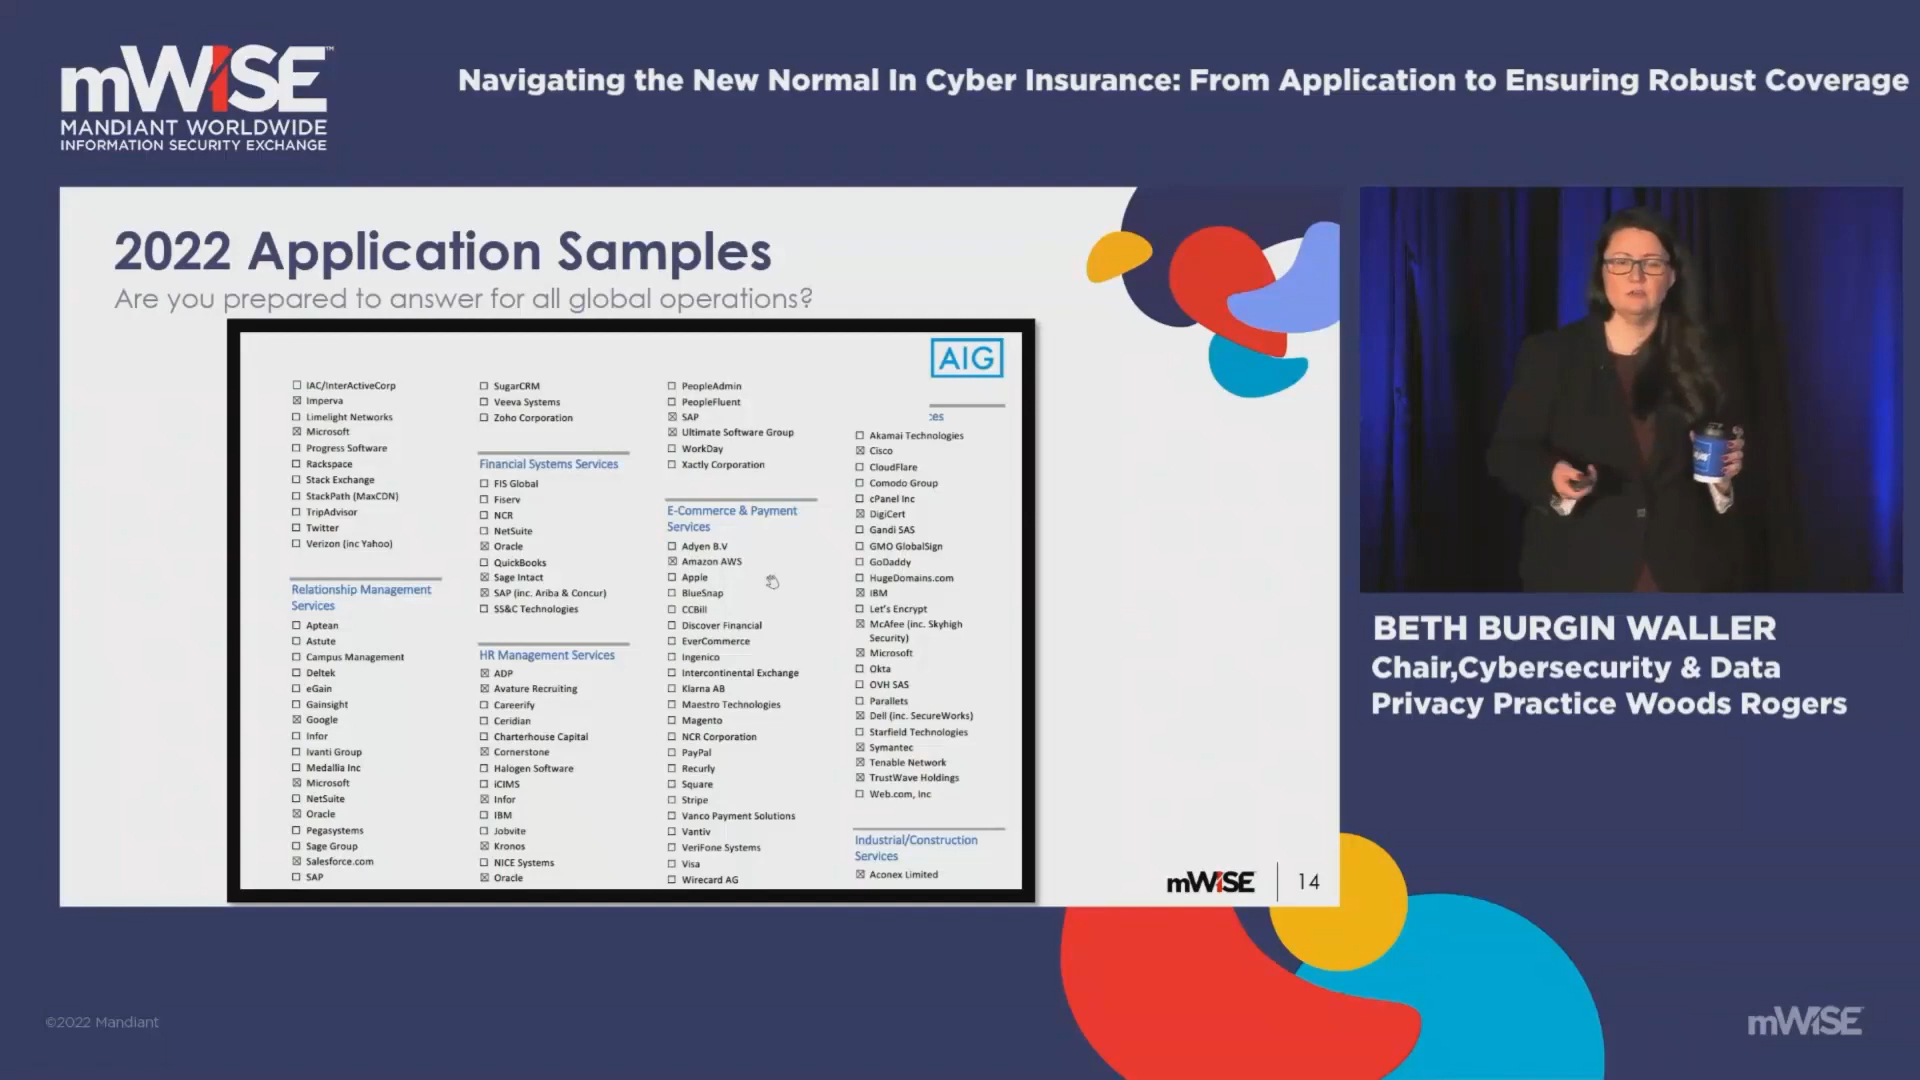 mWISE™
MANDIANT WORLDWIDE
INFORMATION SECURITY EXCHANGE
Navigating the New Normal In Cyber Insurance: From Application to Ensuring Robust Coverage
2022 Application Samples
Are you prepared to answer for all global operations?
AIG
☐ IAC/InterActiveCorp
☒ Imperva
☐ Limelight Networks
☒ Microsoft
☐ Progress Software
☐ Rackspace
☐ Stack Exchange
☐ StackPath (MaxCDN)
☐ TripAdvisor
☐ Twitter
☐ Verizon (inc Yahoo)
Relationship Management
Services
☐ Aptean
☐ Astute
☐ Campus Management
☐ Deltek
☐ eGain
☐ Gainsight
☒ Google
☐ Infor
☐ Ivanti Group
☐ Medallia Inc
☒ Microsoft
☐ NetSuite
☒ Oracle
☐ Pegasystems
☐ Sage Group
☒ Salesforce.com
☐ SAP
☐ SugarCRM
☐ Veeva Systems
☐ Zoho Corporation
Financial Systems Services
☐ FIS Global
☐ Fiserv
☐ NCR
☐ NetSuite
☒ Oracle
☐ QuickBooks
☒ Sage Intact
☒ SAP (inc. Ariba & Concur)
☐ SS&C Technologies
HR Management Services
☒ ADP
☒ Avature Recruiting
☐ Careerify
☐ Ceridian
☐ Charterhouse Capital
☒ Cornerstone
☐ Halogen Software
☐ iCIMS
☒ Infor
☐ IBM
☐ Jobvite
☒ Kronos
☐ NICE Systems
☒ Oracle
☐ PeopleAdmin
☐ PeopleFluent
☒ SAP
☒ Ultimate Software Group
☐ WorkDay
☐ Xactly Corporation
E-Commerce & Payment
Services
☐ Adyen B.V
☒ Amazon AWS
☐ Apple
☐ BlueSnap
☐ CCBill
☐ Discover Financial
☐ EverCommerce
☐ Ingenico
☐ Intercontinental Exchange
☐ Klarna AB
☐ Maestro Technologies
☐ Magento
☐ NCR Corporation
☐ PayPal
☐ Recurly
☐ Square
☐ Stripe
☐ Vanco Payment Solutions
☐ Vantiv
☐ VeriFone Systems
☐ Visa
☐ Wirecard AG
ces
☐ Akamai Technologies
☒ Cisco
☐ CloudFlare
☐ Comodo Group
☐ cPanel Inc
☒ DigiCert
☐ Gandi SAS
☐ GMO GlobalSign
☐ GoDaddy
☐ HugeDomains.com
☒ IBM
☐ Let's Encrypt
☒ McAfee (inc. Skyhigh
Security)
☒ Microsoft
☐ Okta
☐ OVH SAS
☐ Parallets
☒ Dell (inc. SecureWorks)
☐ Starfield Technologies
☒ Symantec
☒ Tenable Network
☒ TrustWave Holdings
☐ Web.com, Inc
Industrial/Construction
Services
☒ Aconex Limited
mWISE
14
BETH BURGIN WALLER
Chair,Cybersecurity & Data
Privacy Practice Woods Rogers
©2022 Mandiant
mWISE